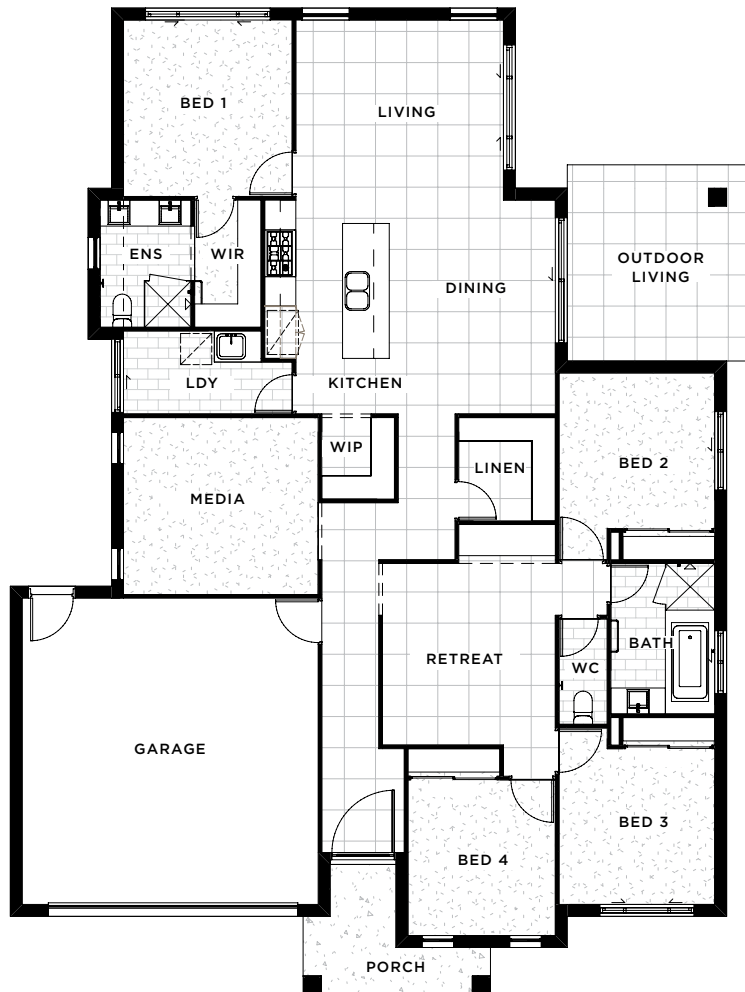 BED 1
LIVING
ENS
WIR
OUTDOOR
LIVING
DINING
LDY
KITCHEN
WIP
LINEN
BED 2
MEDIA
BATH
RETREAT
WC
GARAGE
BED 3
BED 4
PORCH